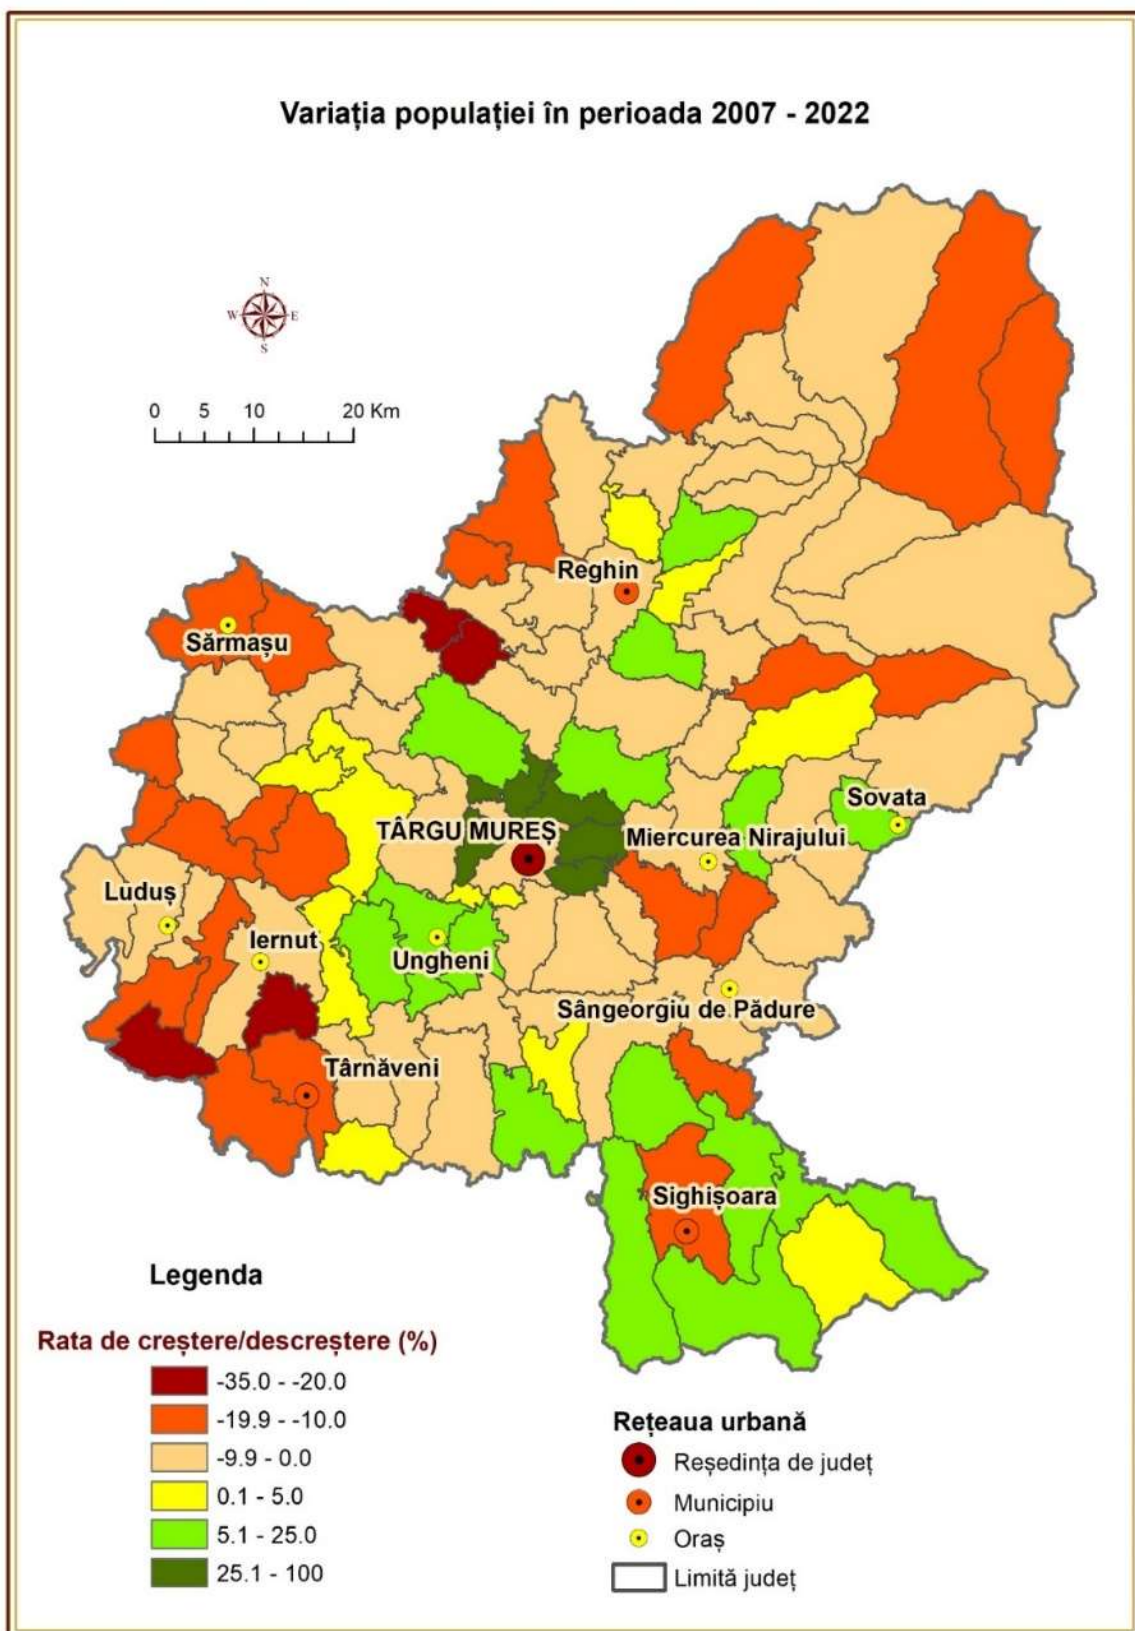 Variația populației în perioada 2007 - 2022
N
W E
S
0 5 10 20 Km
Reghin
Sărmașu
Sovata
TÂRGU MUREȘ
Miercurea Nirajului
Luduș
Iernut
Ungheni
Sângeorgiu de Pădure
Târnăveni
Sighișoara
Legenda
Rata de creștere/descreștere (%)
-35.0 - -20.0
-19.9 - -10.0
-9.9 - 0.0
0.1 - 5.0
5.1 - 25.0
25.1 - 100
Rețeaua urbană
Reședința de județ
Municipiu
Oraș
Limită județ